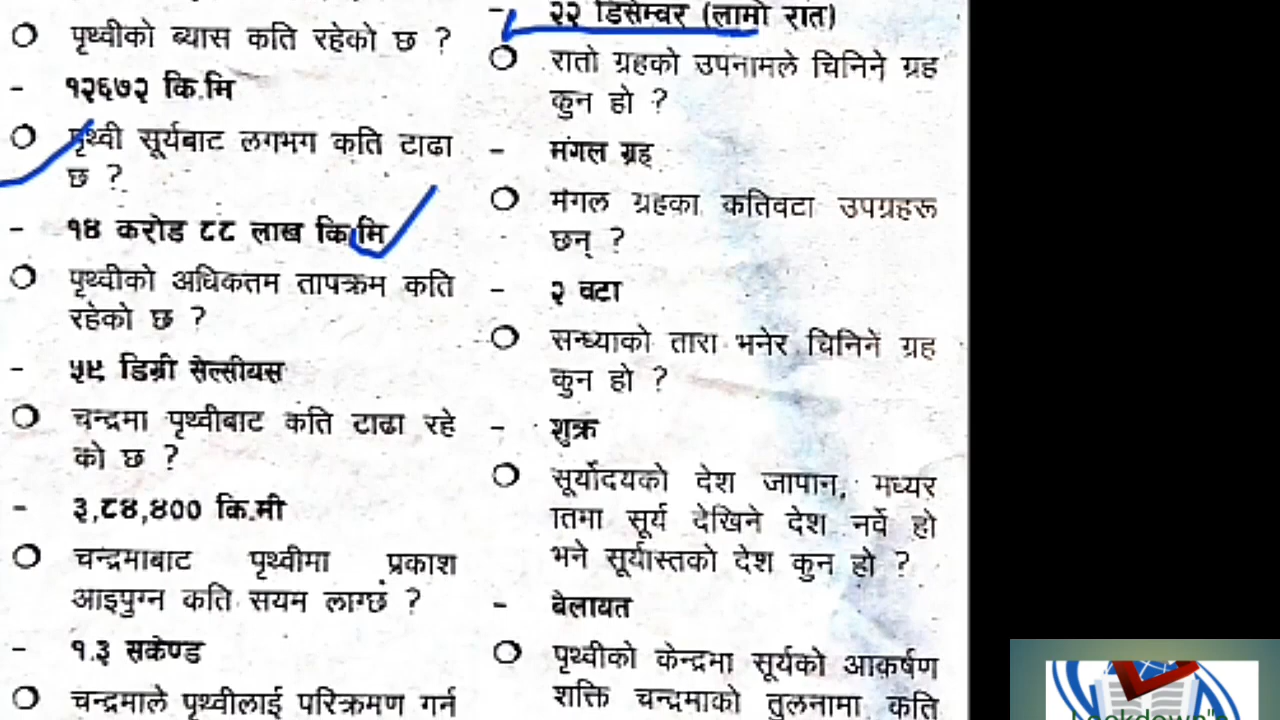 पृथ्वीको ब्यास कति रहेको छ ?
- १२६७२ कि.मि
पृथ्वी सूर्यबाट लगभग कति टाढा
छ ?
- १४ करोड ८८ लाख कि.मि
पृथ्वीको अधिकतम तापक्रम कति
रहेको छ ?
- ५९ डिग्री सेल्सीयस
चन्द्रमा पृथ्वीबाट कति टाढा रहे
को छ ?
- ३,८४,४०० कि.मी
चन्द्रमाबाट पृथ्वीमा प्रकाश
आइपुग्न कति सयम लाग्छ ?
- १.३ सकेण्ड
चन्द्रमाले पृथ्वीलाई परिक्रमण गर्न
- २२ डिसेम्वर (लामो रात)
रातो ग्रहको उपनामले चिनिने ग्रह
कुन हो ?
- मंगल ग्रह
मंगल ग्रहका कतिवटा उपग्रहरू
छन् ?
- २ वटा
सन्ध्याको तारा भनेर चिनिने ग्रह
कुन हो ?
- शुक्र
सूर्योदयको देश जापान, मध्यर
ातमा सूर्य देखिने देश नर्वे हो
भने सूर्यास्तको देश कुन हो ?
- बेलायत
पृथ्वीको केन्द्रमा सूर्यको आकर्षण
शक्ति चन्द्रमाको तुलनामा कति